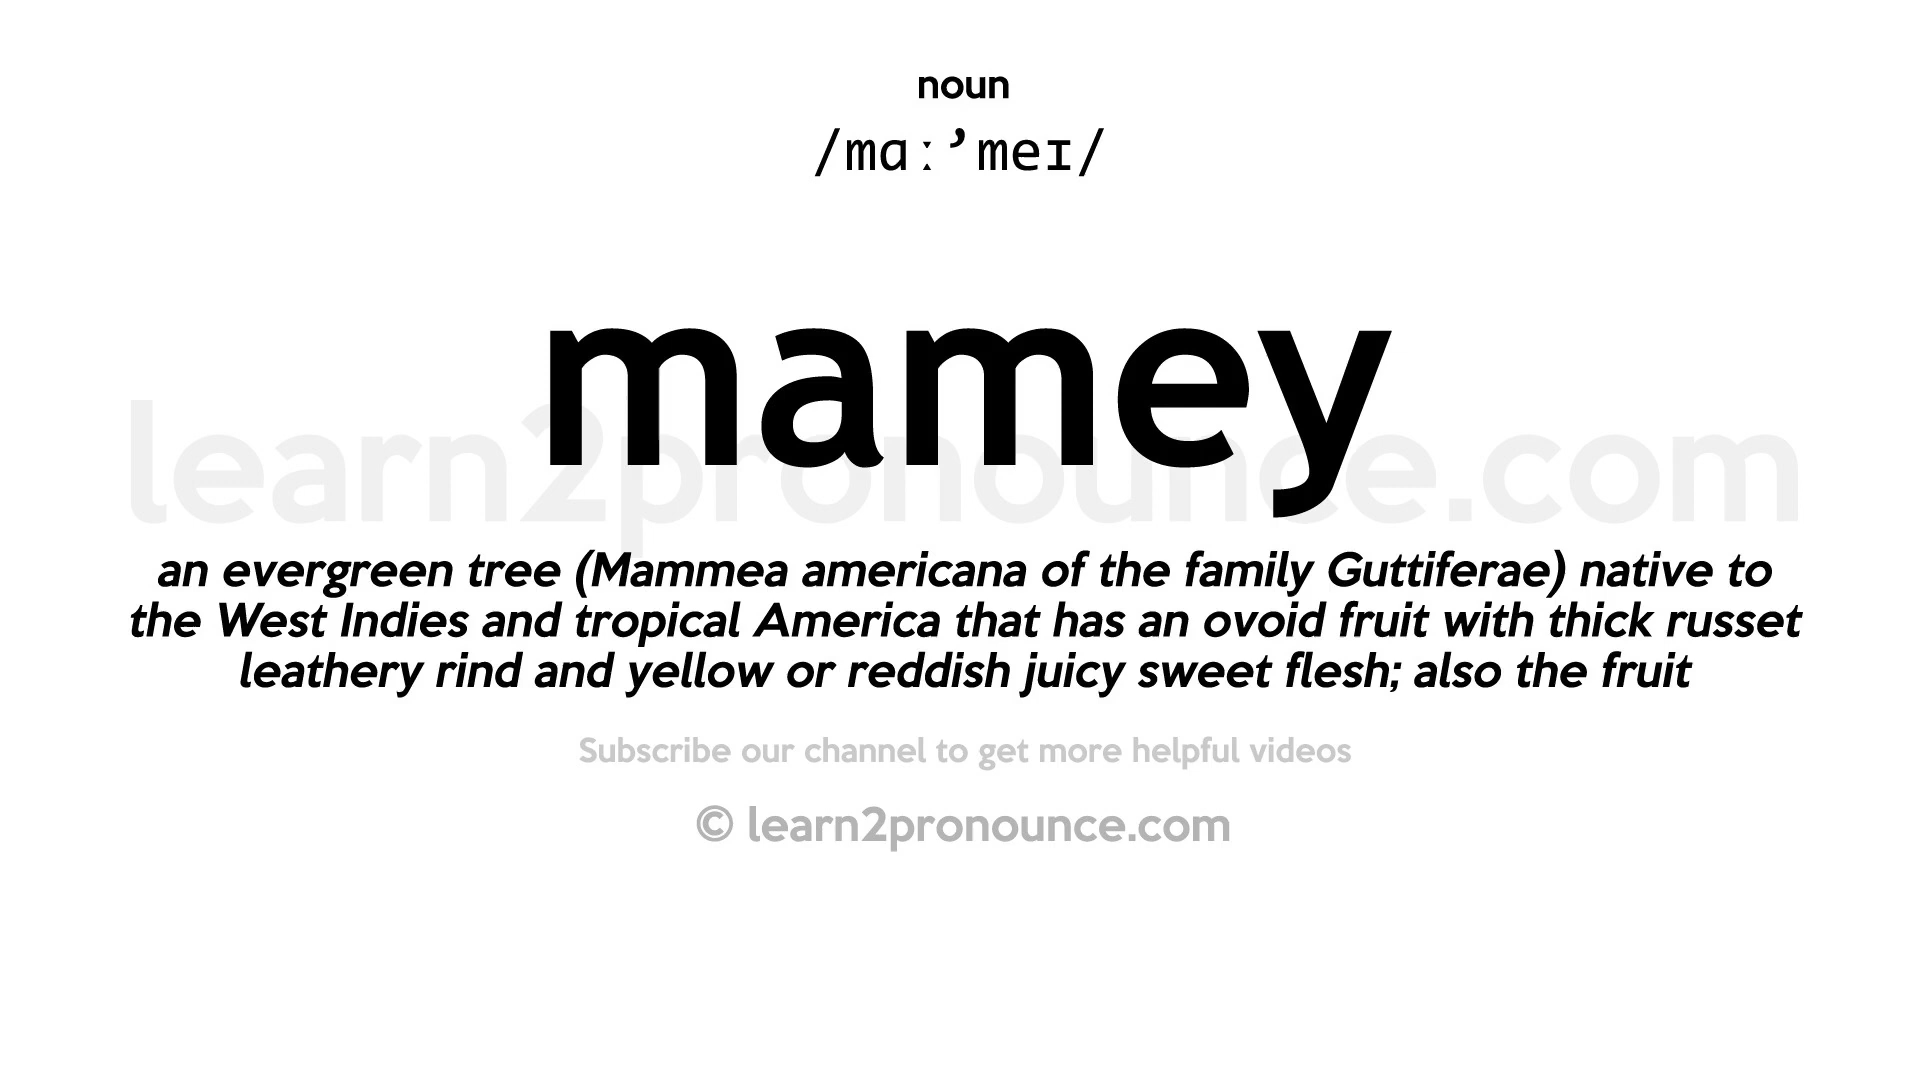 noun
/mɑːˈmeɪ/
mamey
learn2pronounce.com
an evergreen tree (Mammea americana of the family Guttiferae) native to
the West Indies and tropical America that has an ovoid fruit with thick russet
leathery rind and yellow or reddish juicy sweet flesh; also the fruit
Subscribe our channel to get more helpful videos
© learn2pronounce.com